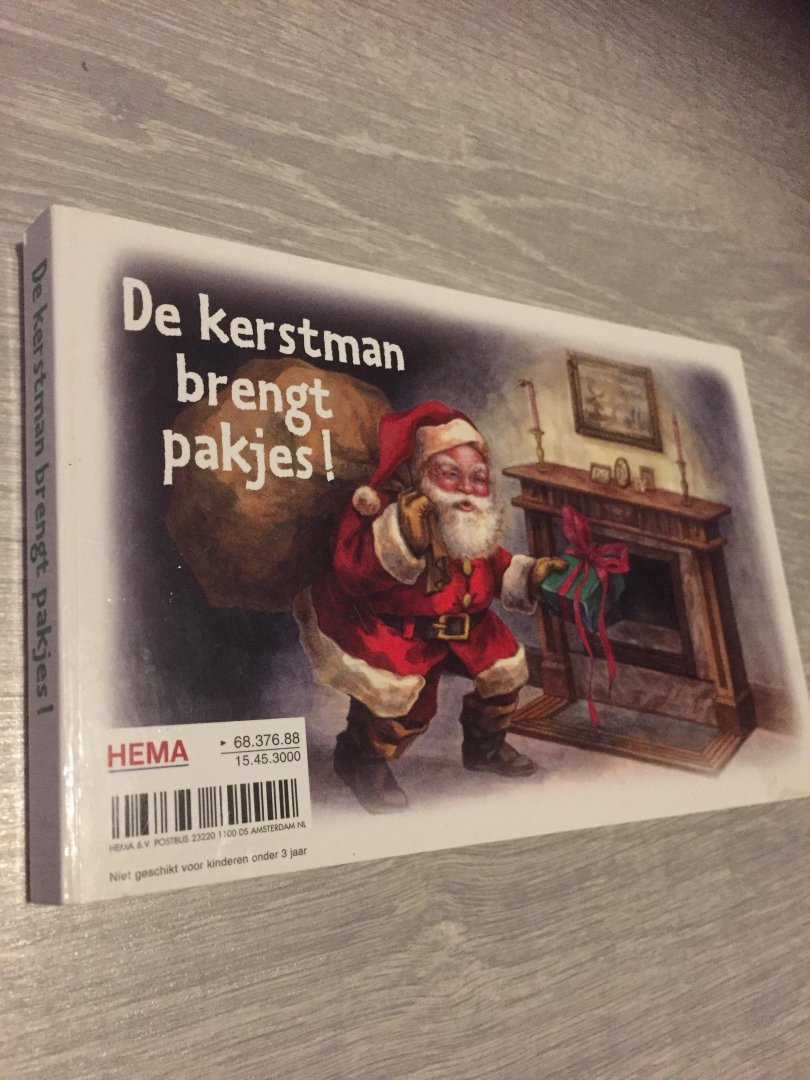 De kerstman brengt pakjes!
De kerstman
brengt
pakjes!
HEMA
▸ 68.376.88
15.45.3000
HEMA B.V. POSTBUS 23220 1100 DS AMSTERDAM NL
Niet geschikt voor kinderen onder 3 jaar